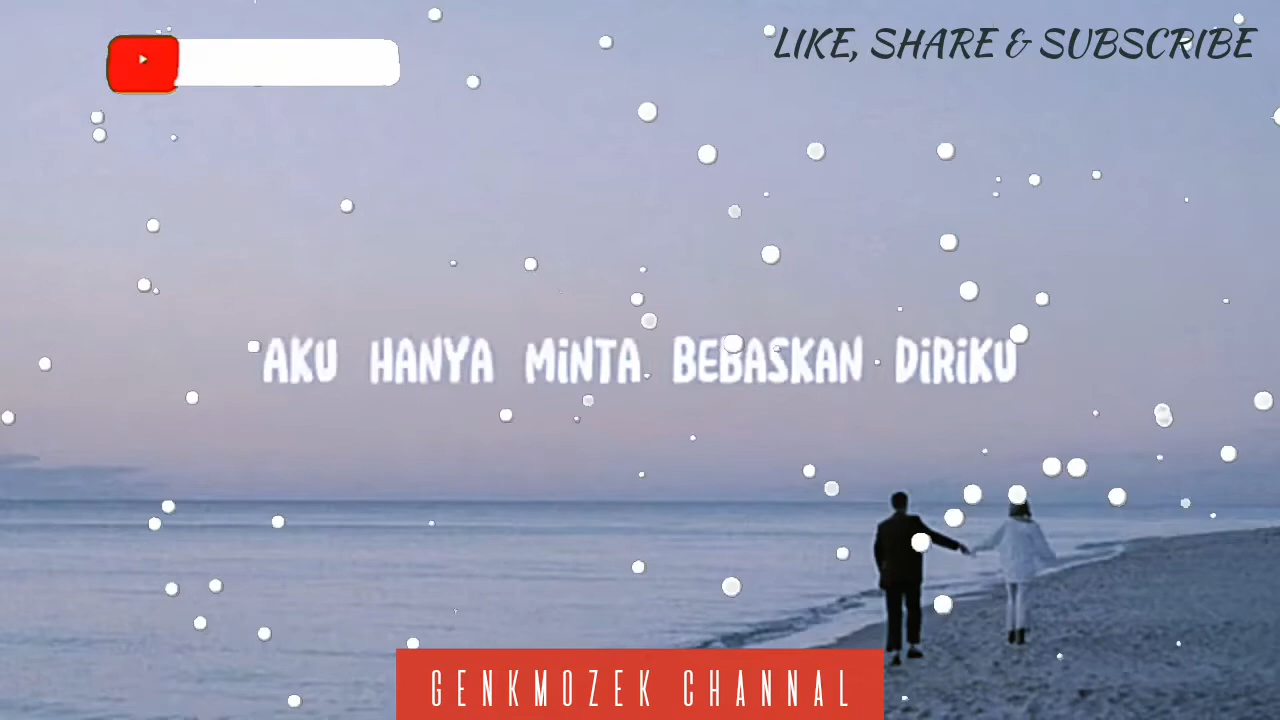 LIKE, SHARE & SUBSCRIBE
AKU HANYA MiNTA BEBASKAN DiRiKU
GENKMOZEK CHANNAL